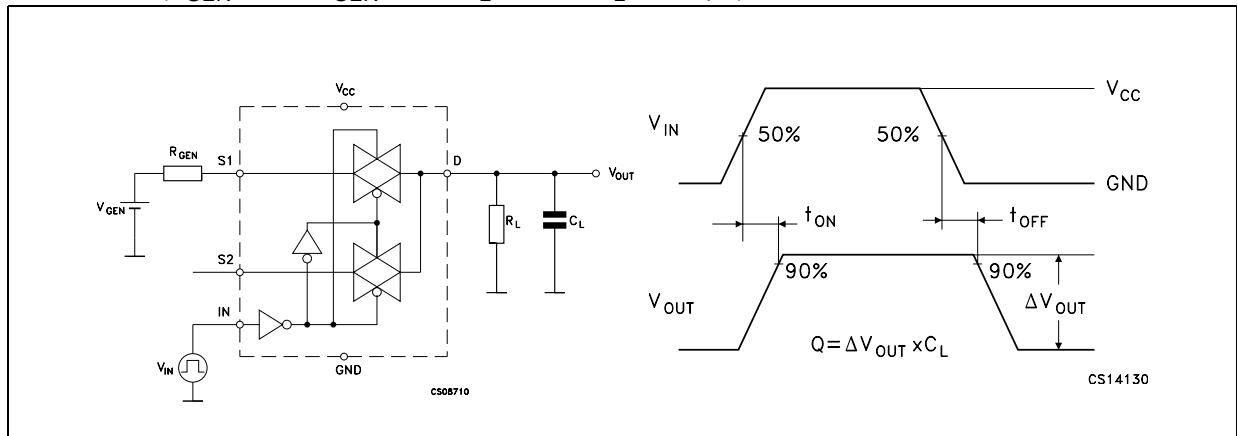 V_CC
R_GEN
S1
D
V_OUT
V_GEN
R_L
C_L
S2
IN
V_IN
GND
CS08710
V_CC
V_IN
50%
50%
GND
t_ON
t_OFF
90%
90%
V_OUT
ΔV_OUT
Q=ΔV_OUT xC_L
CS14130